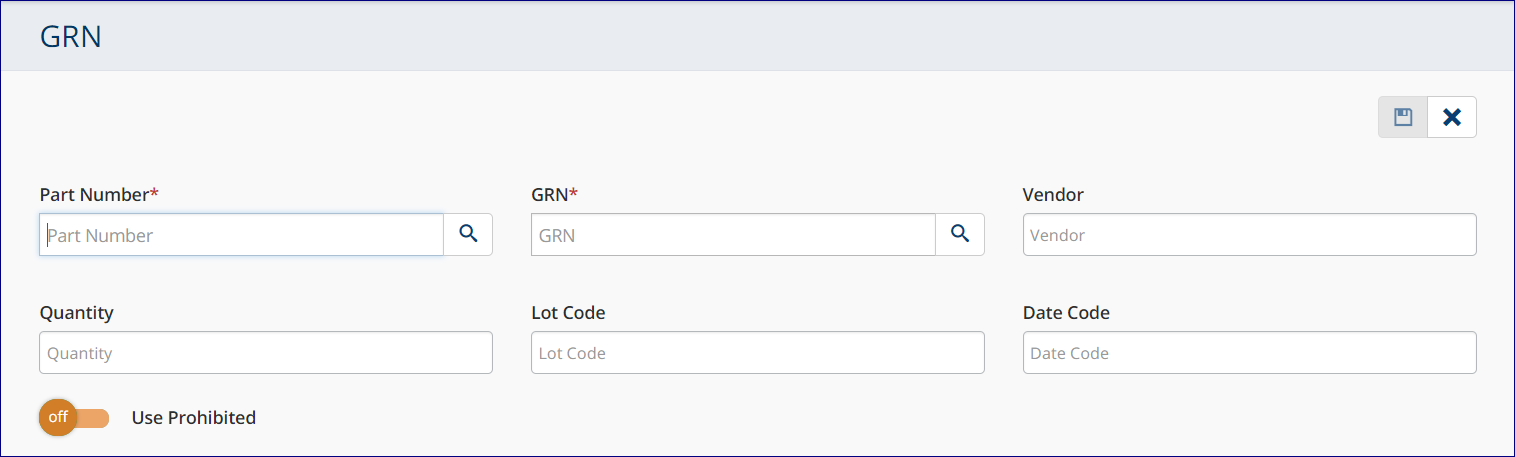 GRN
Part Number* GRN* Vendor
Part Number GRN Vendor
Quantity Lot Code Date Code
Quantity Lot Code Date Code
off Use Prohibited